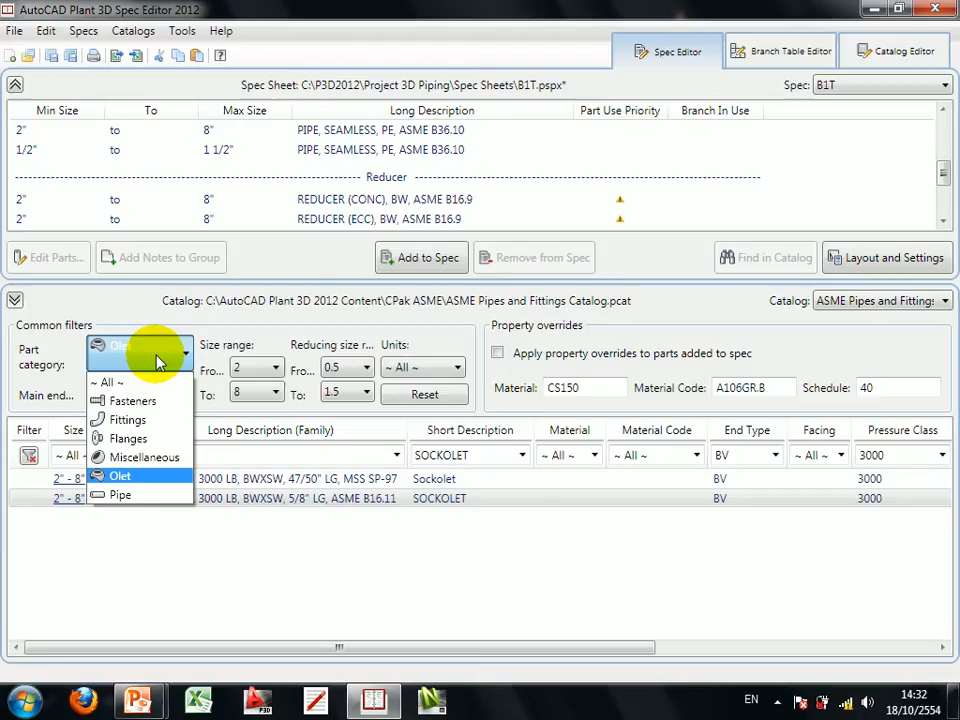 AutoCAD Plant 3D Spec Editor 2012
File Edit Specs Catalogs Tools Help
Spec Editor Branch Table Editor Catalog Editor
Spec Sheet: C:\P3D2012\Project 3D Piping\Spec Sheets\B1T.pspx* Spec: B1T
Min Size To Max Size Long Description Part Use Priority Branch In Use
2" to 8" PIPE, SEAMLESS, PE, ASME B36.10
1/2" to 1 1/2" PIPE, SEAMLESS, PE, ASME B36.10
Reducer
2" to 8" REDUCER (CONC), BW, ASME B16.9
2" to 8" REDUCER (ECC), BW, ASME B16.9
Edit Parts... Add Notes to Group Add to Spec Remove from Spec Find in Catalog Layout and Settings
Catalog: C:\AutoCAD Plant 3D 2012 Content\CPak ASME\ASME Pipes and Fittings Catalog.pcat Catalog: ASME Pipes and Fittings
Common filters Property overrides
Part category: Olet Size range: Reducing size r... Units:
Fro... 2 Fro... 0.5 ~ All ~
Apply property overrides to parts added to spec
Main end... To: 8 To: 1.5 Reset
Material: CS150 Material Code: A106GR.B Schedule: 40
~ All ~
Fasteners
Fittings
Flanges
Miscellaneous
Olet
Pipe
Filter Size Long Description (Family) Short Description Material Material Code End Type Facing Pressure Class
~ All SOCKOLET ~ All ~ ~ All ~ BV ~ All ~ 3000
2" - 8" 3000 LB, BWXSW, 47/50" LG, MSS SP-97 Sockolet BV 3000
2" - 8" 3000 LB, BWXSW, 5/8" LG, ASME B16.11 SOCKOLET BV 3000
EN 14:32
18/10/2554